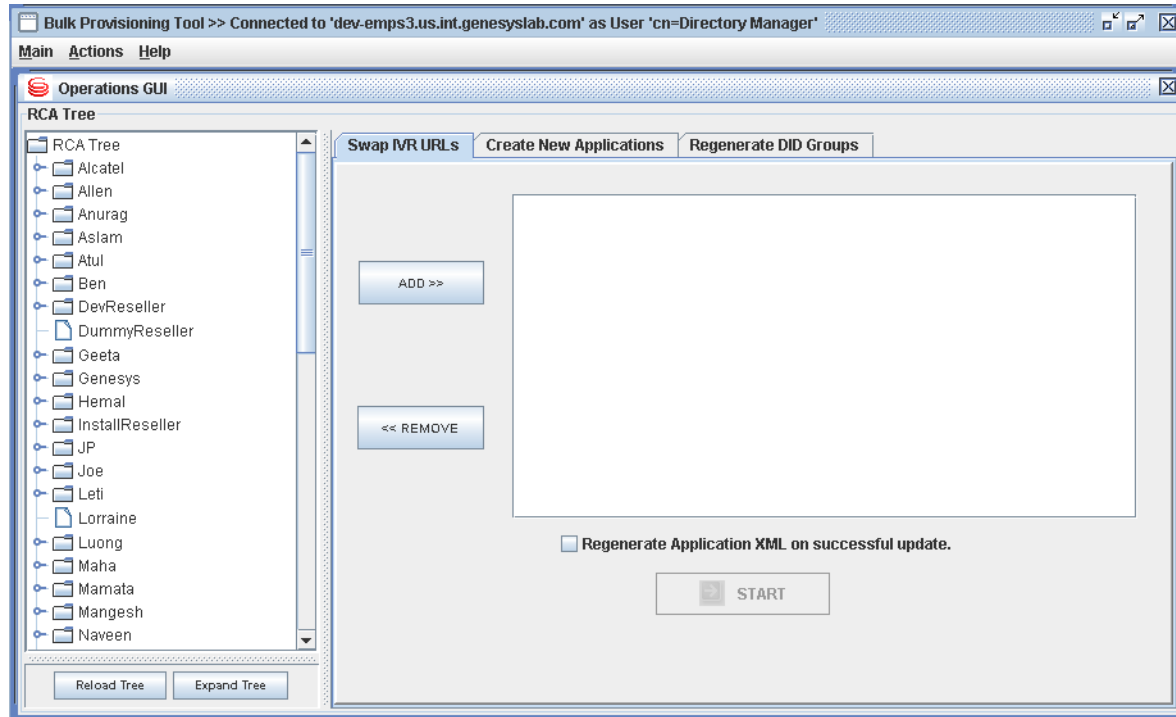 Bulk Provisioning Tool >> Connected to 'dev-emps3.us.int.genesyslab.com' as User 'cn=Directory Manager'
Main Actions Help
Operations GUI
RCA Tree
RCA Tree
Alcatel
Allen
Anurag
Aslam
Atul
Ben
DevReseller
DummyReseller
Geeta
Genesys
Hemal
InstallReseller
JP
Joe
Leti
Lorraine
Luong
Maha
Mamata
Mangesh
Naveen
Reload Tree Expand Tree
Swap IVR URLs Create New Applications Regenerate DID Groups
ADD >>
<< REMOVE
Regenerate Application XML on successful update.
START